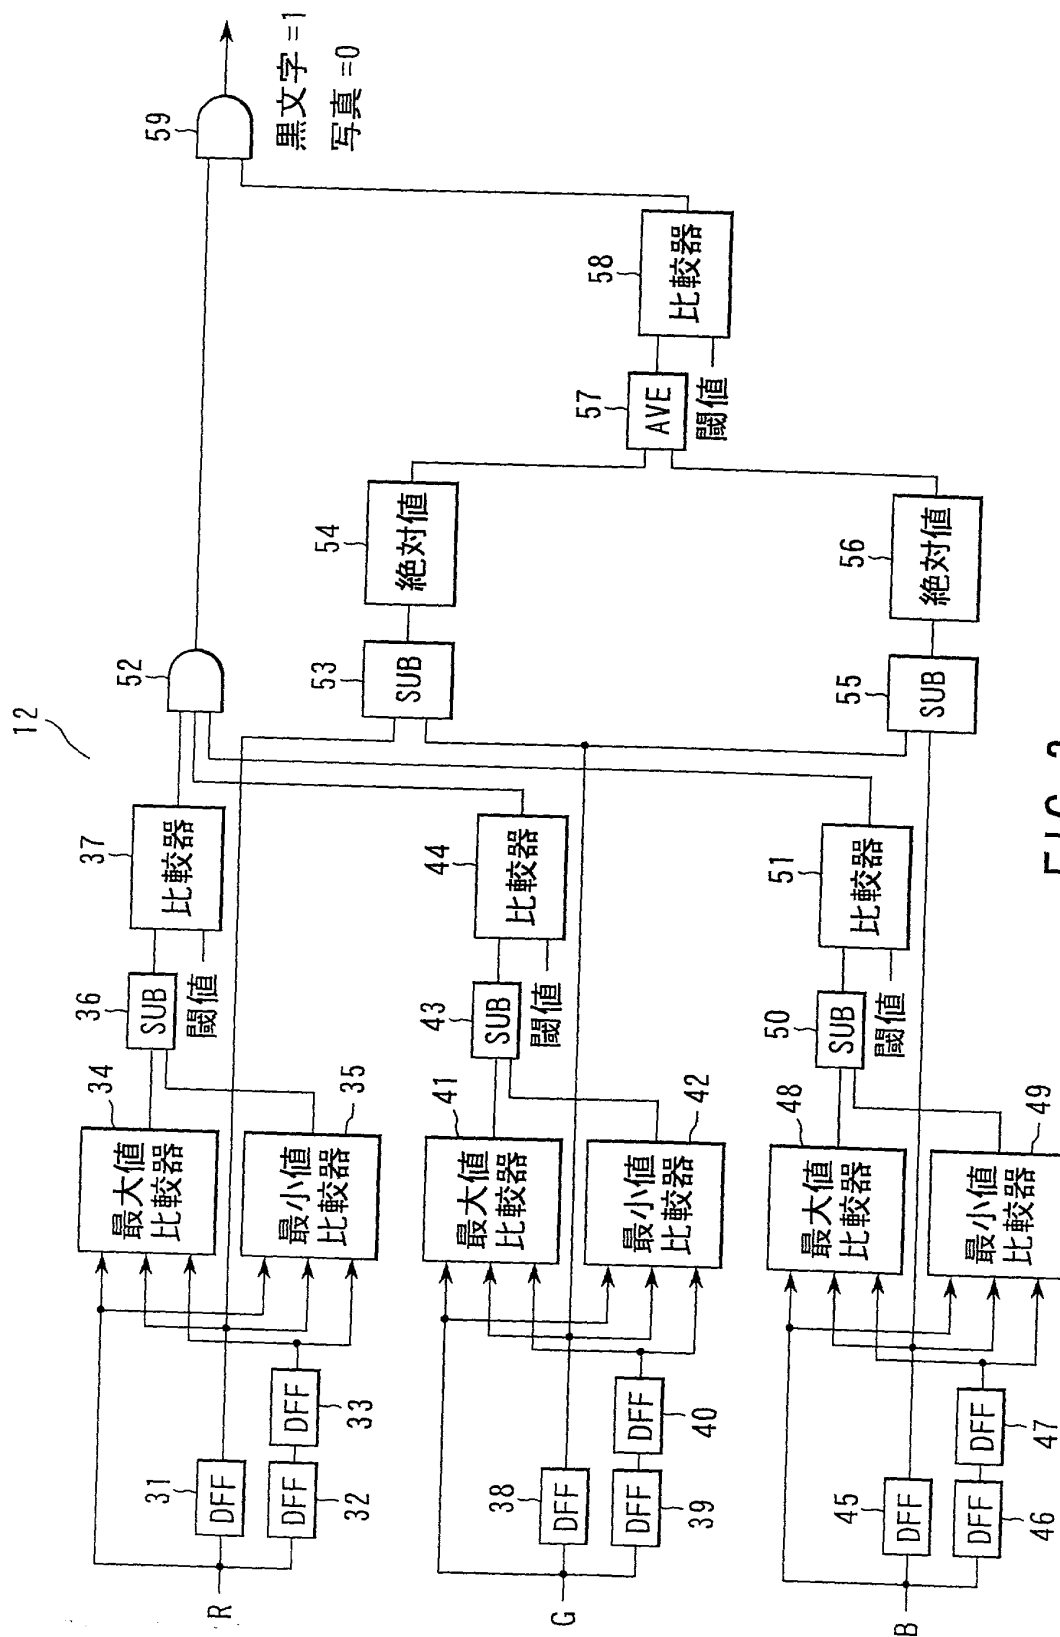 12
R
31
DFF
32
DFF
33
DFF
34
最大値
比較器
35
最小値
比較器
36
SUB
閾値
37
比較器
52
59
黒文字=1
写真=0
G
38
DFF
39
DFF
40
DFF
41
最大値
比較器
42
最小値
比較器
43
SUB
閾値
44
比較器
53
SUB
54
絶対値
57
AVE
閾値
58
比較器
B
45
DFF
46
DFF
47
DFF
48
最大値
比較器
49
最小値
比較器
50
SUB
閾値
51
比較器
55
SUB
56
絶対値